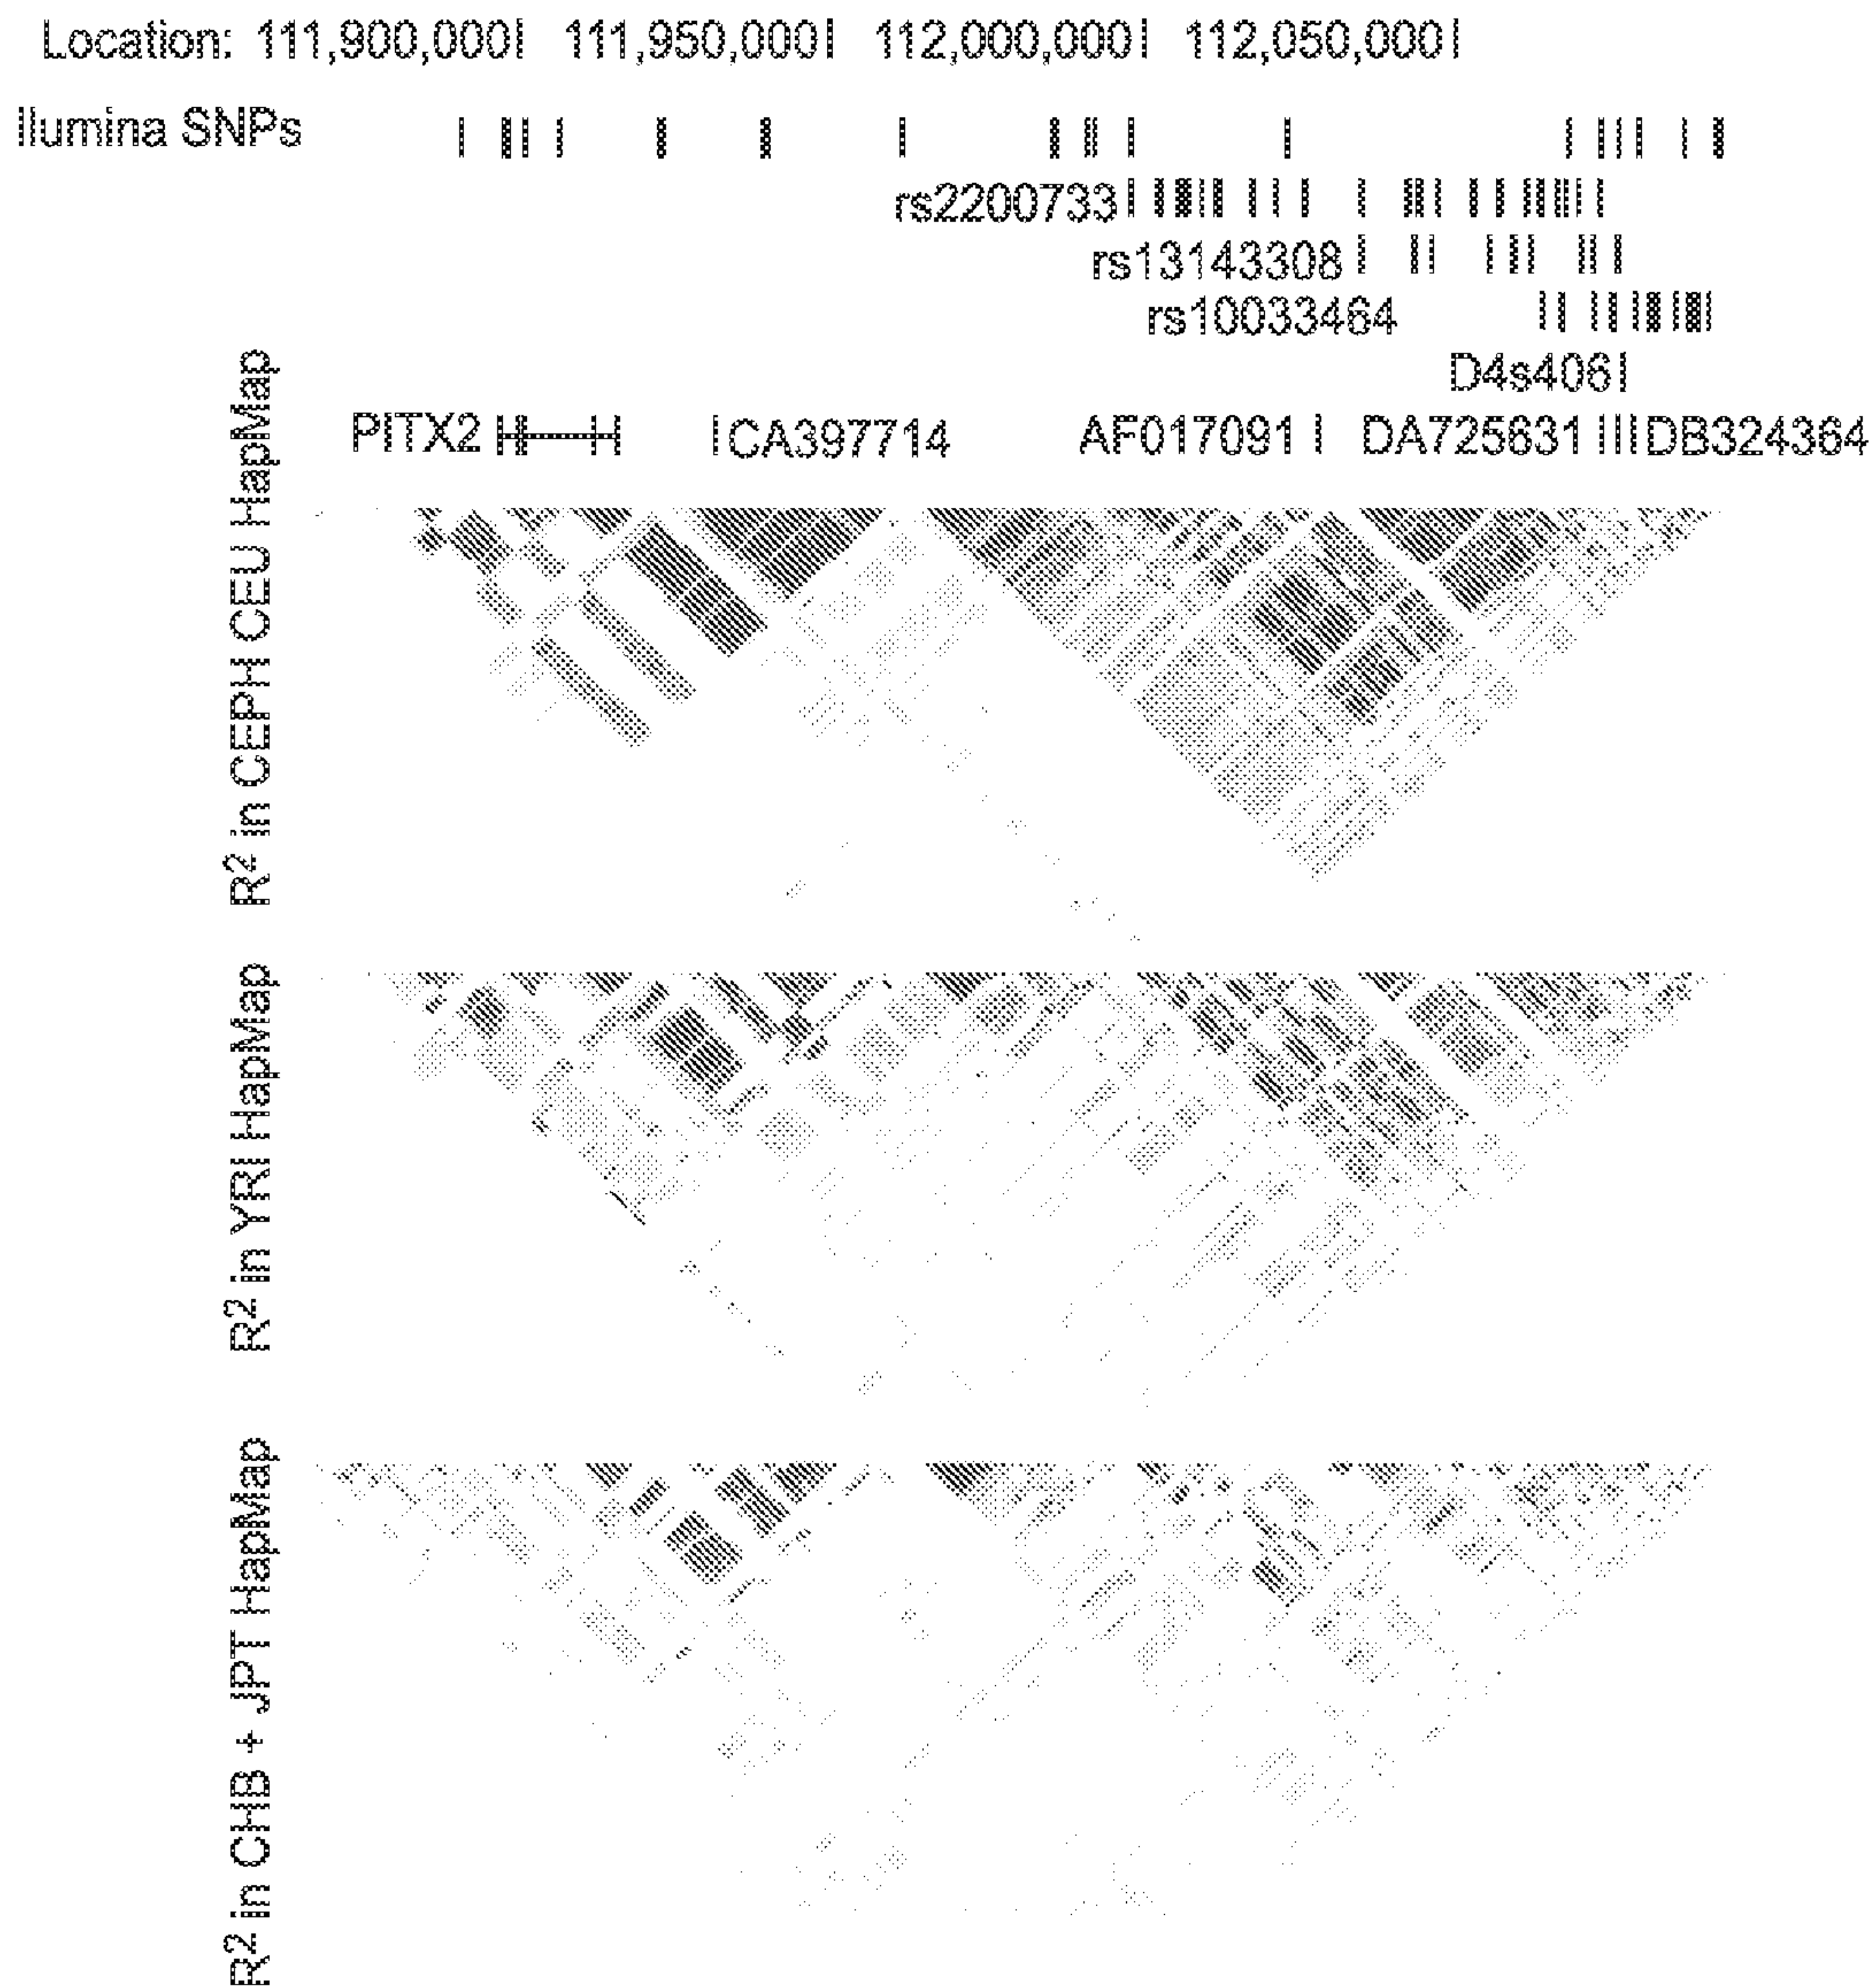 Location: 111,900,000| 111,950,000| 112,000,000| 112,050,000|
Ilumina SNPs
rs2200733
rs13143308
rs10033464
D4s406
PITX2 CA397714 AF017091 DA725631 DB324364
R² in CEPH CEU HapMap
R² in YRI HapMap
R² in CHB + JPT HapMap